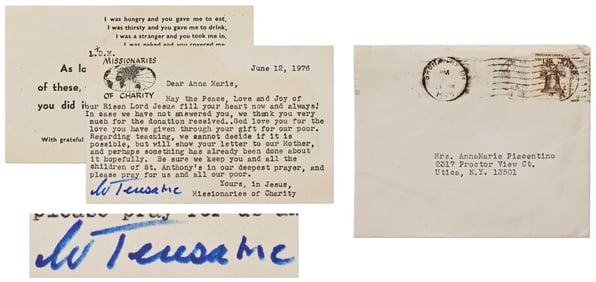 I was hungry and you gave me to eat,
I was thirsty and you gave me to drink,
I was a stranger and you took me in,
I was naked and you covered me
As lo
of these,
you did i
With grateful
L.D.M.
MISSIONARIES
OF CHARITY
June 12, 1976
Dear Anna Marie,
May the Peace, Love and Joy of
our Risen Lord Jesus fill your heart now and always!
In case we have not answered you, we thank you very
much for the donation received. God love you for the
love you have given through your gift for our poor.
Regarding teaching, we cannot decide if it is
possible, but will show your letter to our Mother,
and perhaps something has already been done about
it hopefully. Be sure we keep you and all the
children of St. Anthony's in our deepest prayer, and
please pray for us and all our poor.
Yours, in Jesus,
Missionaries of Charity
M Teresa mc
please pray for us an
M Teresa mc
Mrs. AnnaMarie Piacentino
2317 Proctor View Ct.
Utica, N.Y. 13501